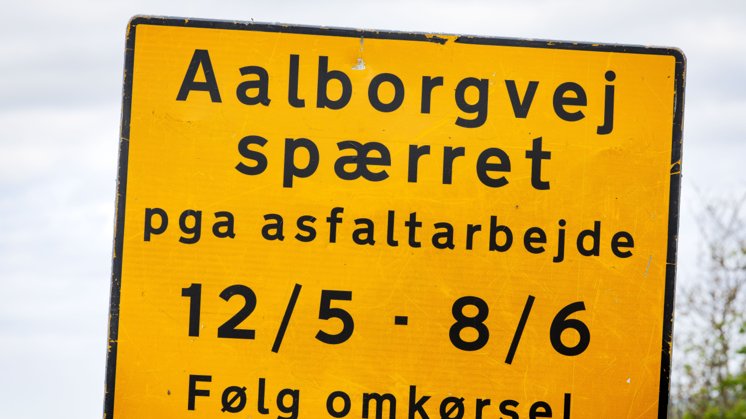 Aalborgvej
spærret
pga asfaltarbejde
12/5 - 8/6
Følg omkørsel